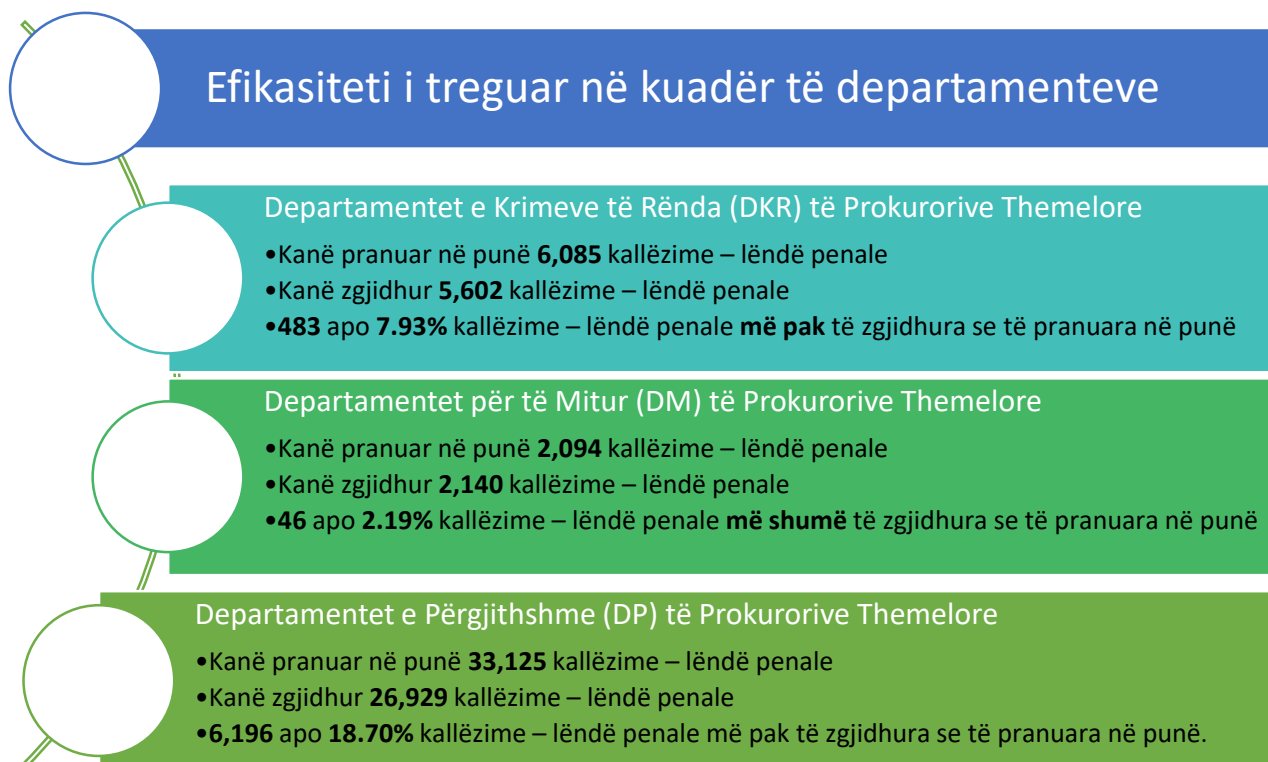 Efikasiteti i treguar në kuadër të departamenteve
Departamentet e Krimeve të Rënda (DKR) të Prokurorive Themelore
•Kanë pranuar në punë 6,085 kallëzime – lëndë penale
•Kanë zgjidhur 5,602 kallëzime – lëndë penale
•483 apo 7.93% kallëzime – lëndë penale më pak të zgjidhura se të pranuara në punë
Departamentet për të Mitur (DM) të Prokurorive Themelore
•Kanë pranuar në punë 2,094 kallëzime – lëndë penale
•Kanë zgjidhur 2,140 kallëzime – lëndë penale
•46 apo 2.19% kallëzime – lëndë penale më shumë të zgjidhura se të pranuara në punë
Departamentet e Përgjithshme (DP) të Prokurorive Themelore
•Kanë pranuar në punë 33,125 kallëzime – lëndë penale
•Kanë zgjidhur 26,929 kallëzime – lëndë penale
•6,196 apo 18.70% kallëzime – lëndë penale më pak të zgjidhura se të pranuara në punë.